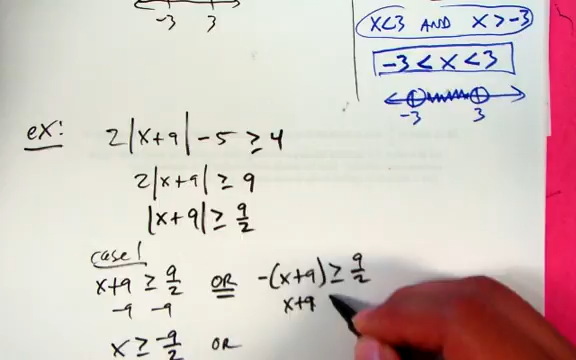 -3 3
x<3 AND x>-3
-3 < x < 3
-3 3
ex:
2|x+9| -5 ≥ 4
2|x+9| ≥ 9
|x+9| ≥ 9/2
case 1
x+9 ≥ 9/2 OR -(x+9) ≥ 9/2
-9 -9 x+9
x ≥ -9/2 OR